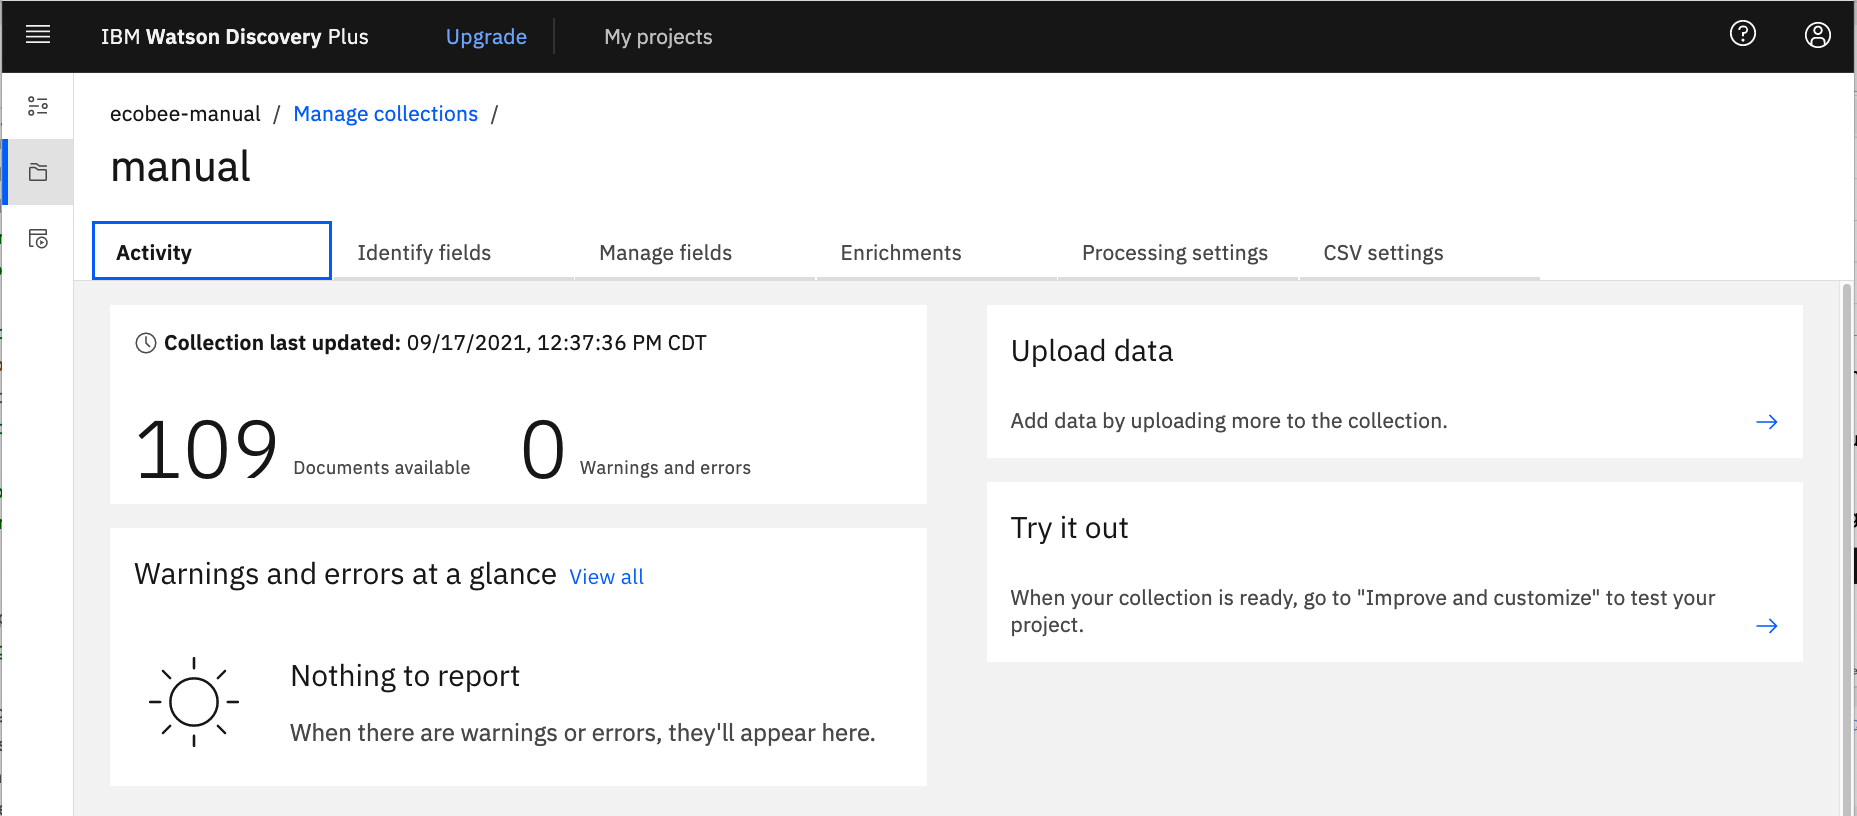 IBM Watson Discovery Plus
Upgrade
My projects
ecobee-manual / Manage collections /
manual
Activity
Identify fields
Manage fields
Enrichments
Processing settings
CSV settings
Collection last updated: 09/17/2021, 12:37:36 PM CDT
109 Documents available
0 Warnings and errors
Warnings and errors at a glance View all
Nothing to report
When there are warnings or errors, they'll appear here.
Upload data
Add data by uploading more to the collection.
Try it out
When your collection is ready, go to "Improve and customize" to test your
project.